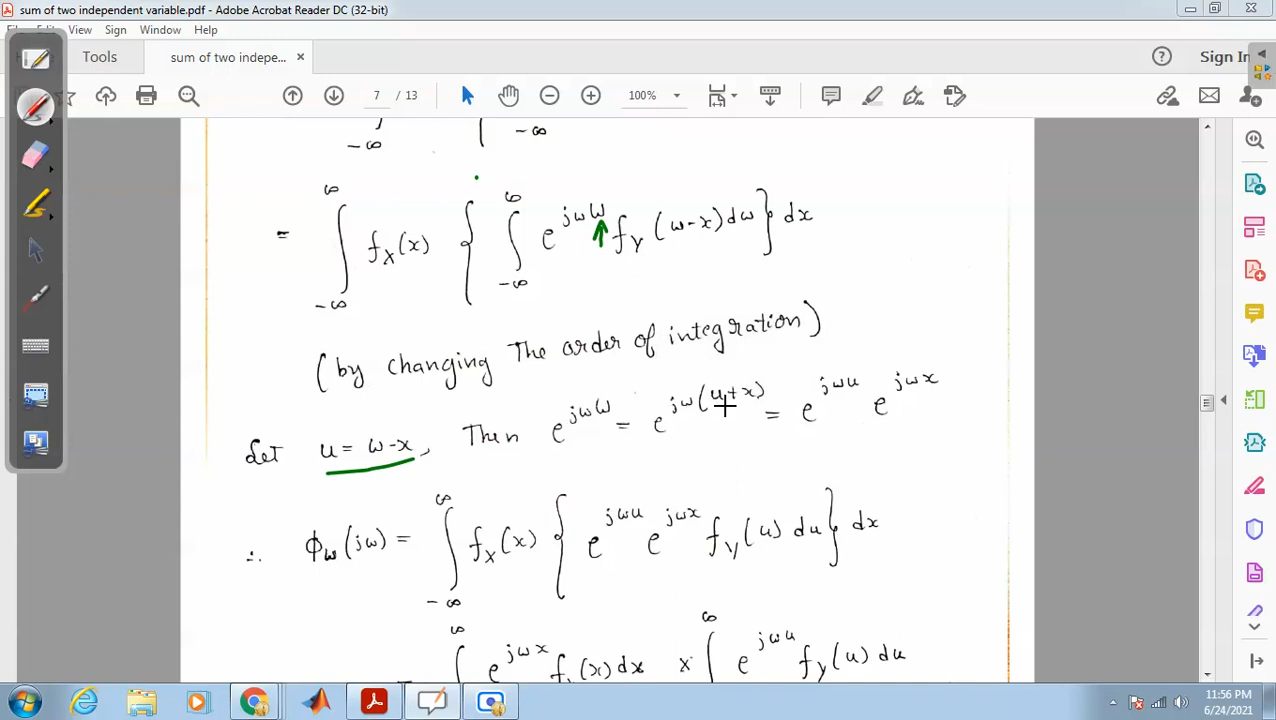 sum of two independent variable.pdf - Adobe Acrobat Reader DC (32-bit)
Edit View Sign Window Help
Tools sum of two indepe... × Sign In
7 / 13 100%
-∞ -∞
= ∫_{-∞}^{∞} f_X(x) { ∫_{-∞}^{∞} e^{jωW} f_Y(ω-x) dω } dx
(by changing The order of integration)
Let u = ω-x, Then e^{jωW} = e^{jω(u+x)} = e^{jωu} e^{jωx}
∴ ϕ_W(jω) = ∫_{-∞}^{∞} f_X(x) { e^{jωu} e^{jωx} f_Y(u) du } dx
= ∫^{∞} e^{jωx} f_X(x) dx × ∫^{∞} e^{jωu} f_Y(u) du
11:56 PM
6/24/2021